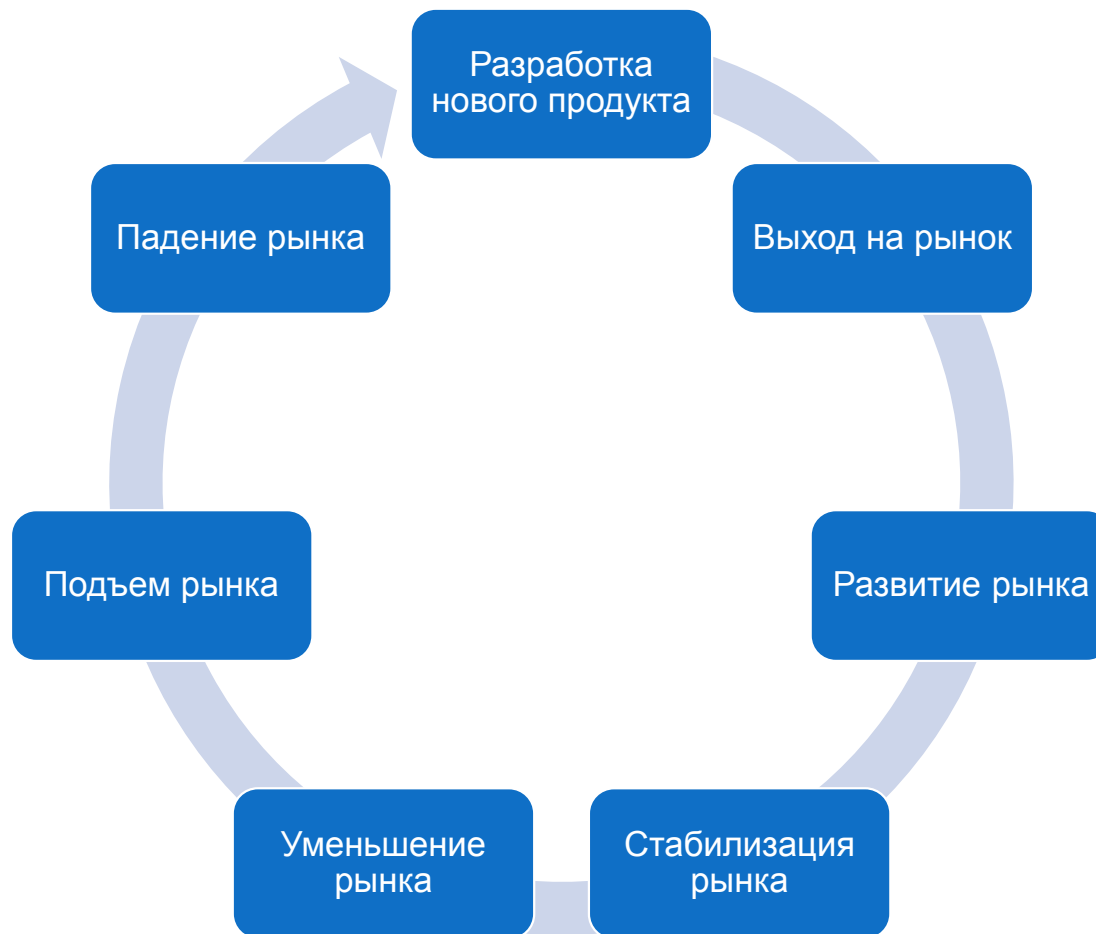 Разработка
нового продукта
Выход на рынок
Развитие рынка
Стабилизация
рынка
Уменьшение
рынка
Подъем рынка
Падение рынка